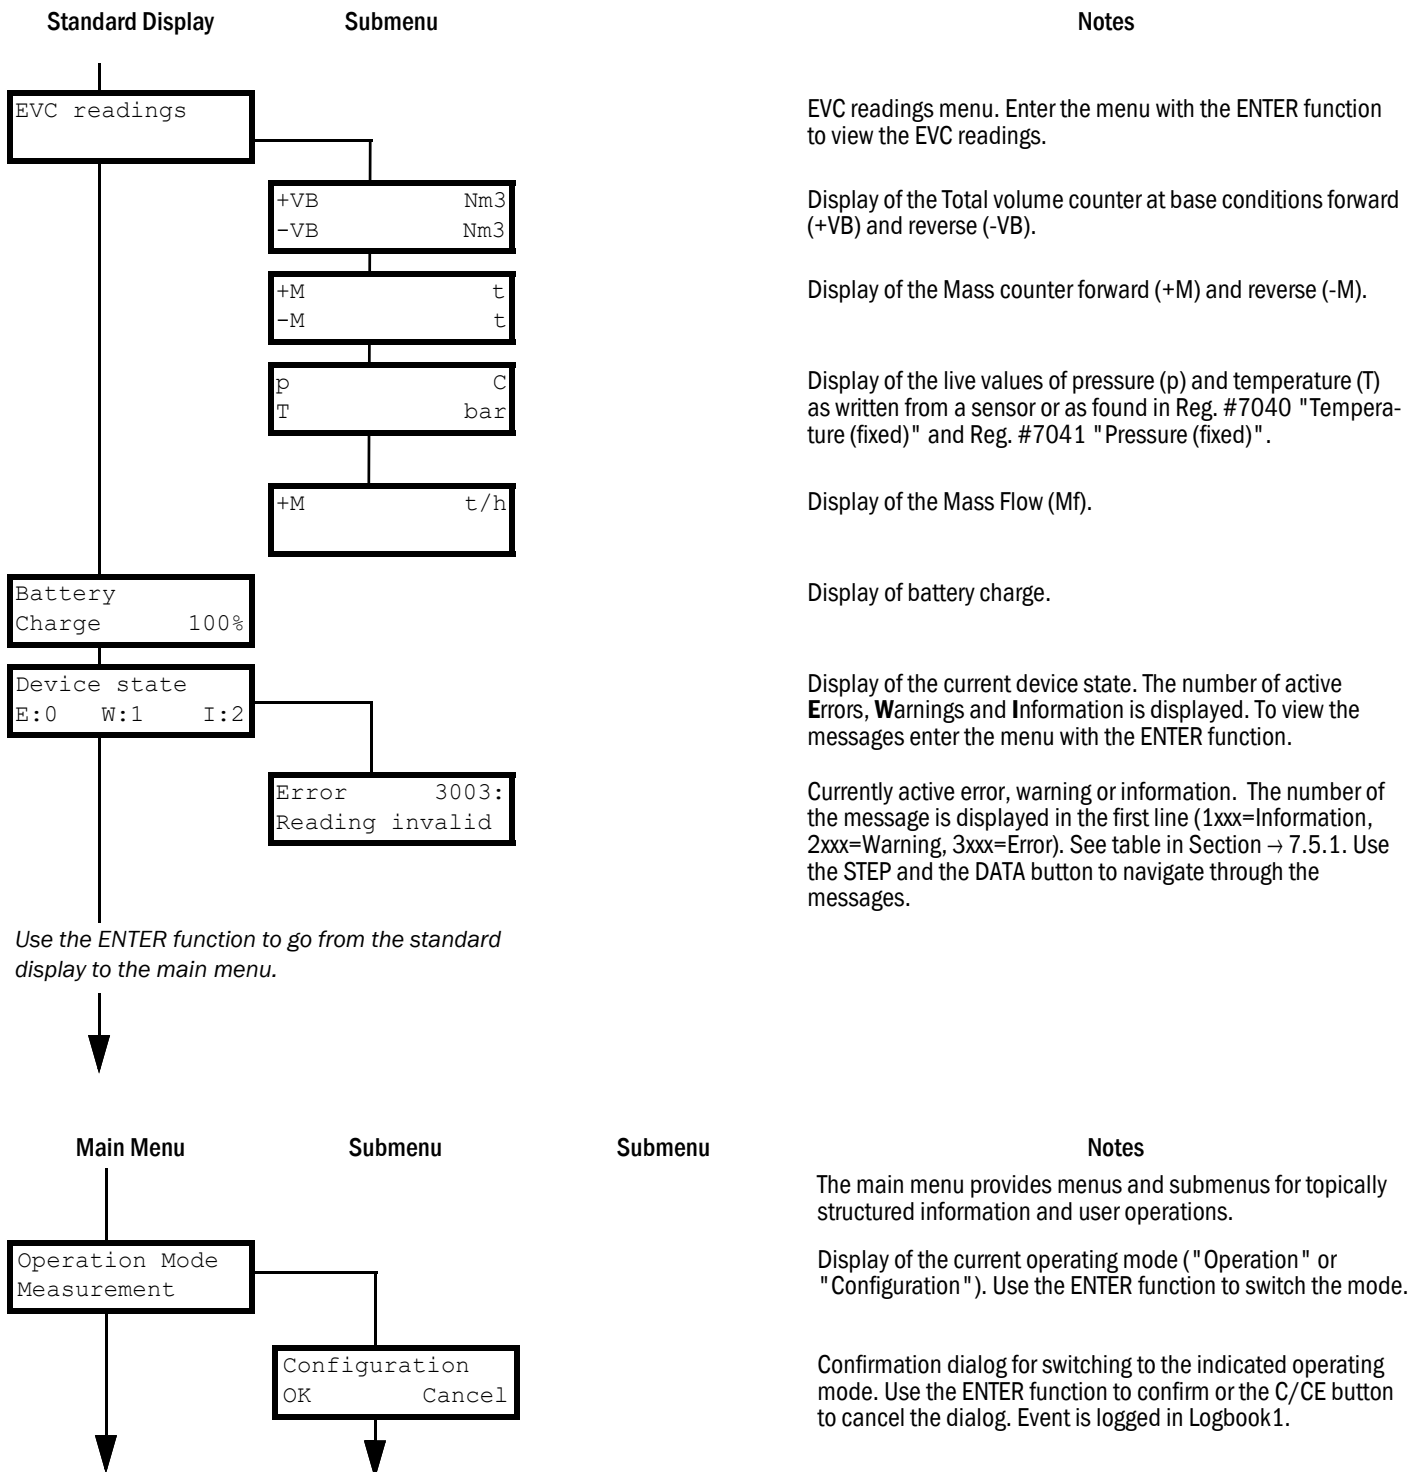 Standard Display Submenu Notes
EVC readings
EVC readings menu. Enter the menu with the ENTER function
to view the EVC readings.
+VB Nm3
-VB Nm3
Display of the Total volume counter at base conditions forward
(+VB) and reverse (-VB).
+M t
-M t
Display of the Mass counter forward (+M) and reverse (-M).
p C
T bar
Display of the live values of pressure (p) and temperature (T)
as written from a sensor or as found in Reg. #7040 "Tempera-
ture (fixed)" and Reg. #7041 "Pressure (fixed)".
+M t/h
Display of the Mass Flow (Mf).
Battery
Charge 100%
Display of battery charge.
Device state
E:0 W:1 I:2
Display of the current device state. The number of active
Errors, Warnings and Information is displayed. To view the
messages enter the menu with the ENTER function.
Error 3003:
Reading invalid
Currently active error, warning or information. The number of
the message is displayed in the first line (1xxx=Information,
2xxx=Warning, 3xxx=Error). See table in Section → 7.5.1. Use
the STEP and the DATA button to navigate through the
messages.
Use the ENTER function to go from the standard
display to the main menu.
Main Menu Submenu Submenu Notes
The main menu provides menus and submenus for topically
structured information and user operations.
Operation Mode
Measurement
Display of the current operating mode ("Operation" or
"Configuration"). Use the ENTER function to switch the mode.
Configuration
OK Cancel
Confirmation dialog for switching to the indicated operating
mode. Use the ENTER function to confirm or the C/CE button
to cancel the dialog. Event is logged in Logbook1.